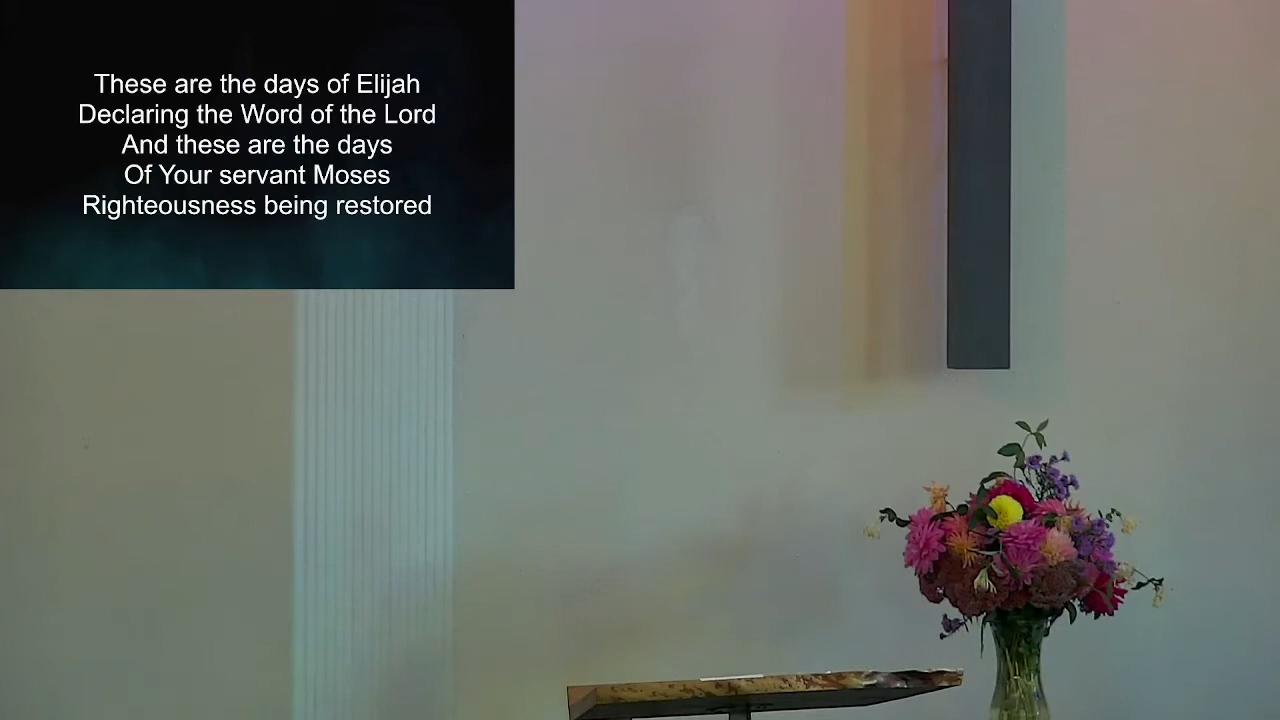 These are the days of Elijah
Declaring the Word of the Lord
And these are the days
Of Your servant Moses
Righteousness being restored